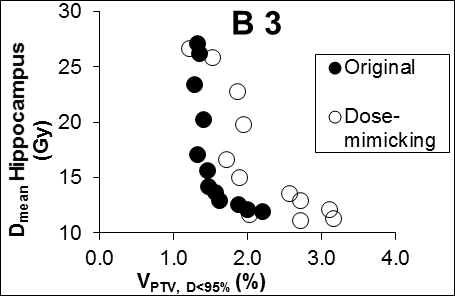 B 3
30
25
20
15
10
D mean Hippocampus
(Gy)
Original
Dose-
mimicking
0.0 1.0 2.0 3.0 4.0
V PTV, D<95% (%)